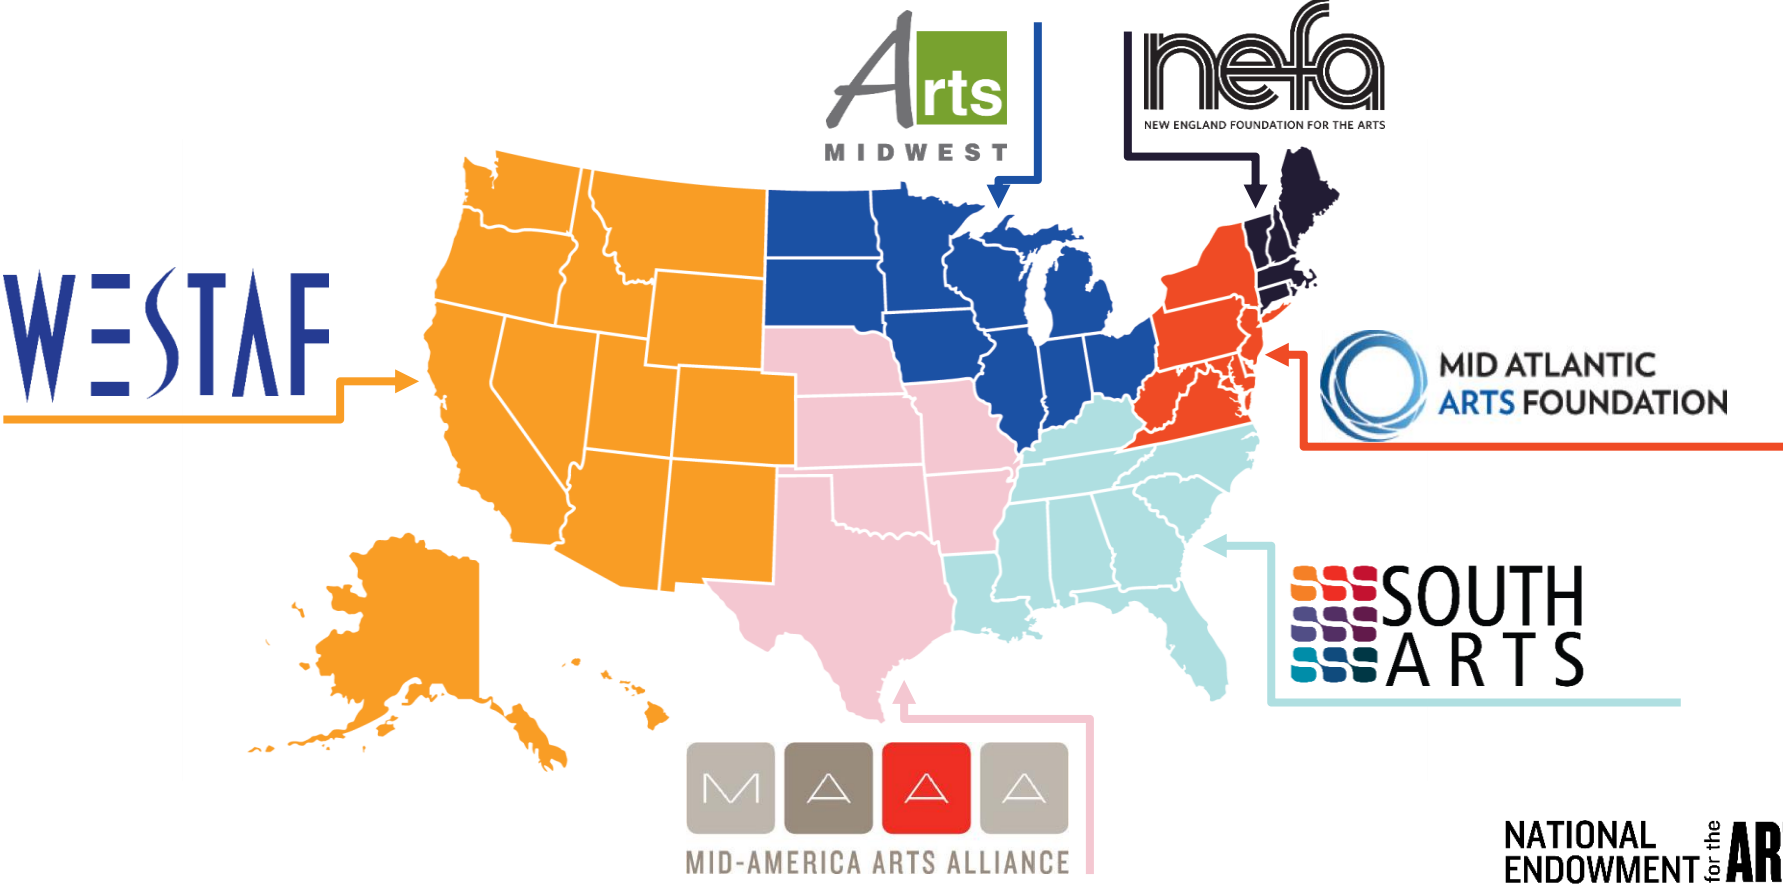 Arts
MIDWEST
nefa
NEW ENGLAND FOUNDATION FOR THE ARTS
WESTAF
MID ATLANTIC
ARTS FOUNDATION
SOUTH
ARTS
MAAA
MID-AMERICA ARTS ALLIANCE
NATIONAL
ENDOWMENT
for the
AR